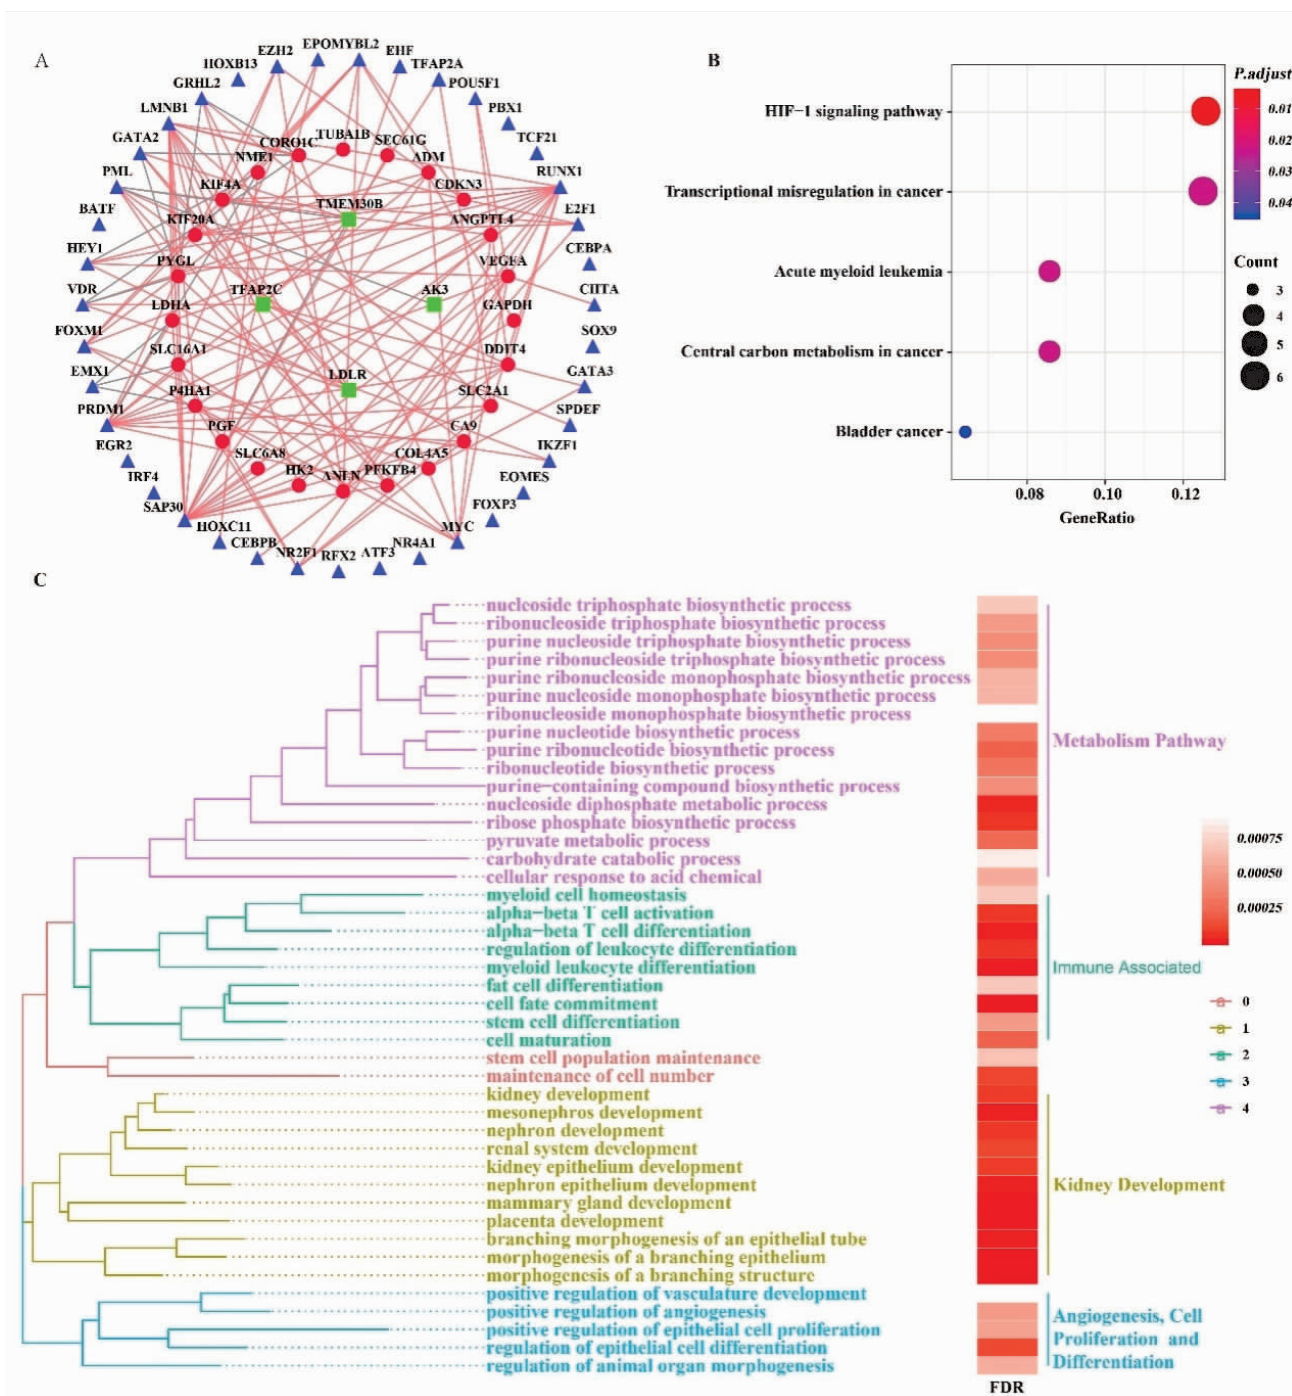 A
EPOMYBL2
EZH2
EHF
HOXB13
TFAP2A
GRHL2
POU5F1
LMNB1
PBX1
GATA2
TCF21
PML
RUNX1
BATF
E2F1
HEY1
CEBPA
VDR
CIITA
FOXM1
SOX9
EMX1
GATA3
PRDM1
SPDEF
EGR2
IKZF1
IRF4
EOMES
SAP30
FOXP3
HOXC11
MYC
CEBPB
NR4A1
NR2F1
RFX2
ATF3
CORO1C
TUBA1B
SEC61G
NME1
ADM
KIF4A
CDKN3
TMEM30B
KIF20A
ANGPTL4
PYGL
VEGFA
TFAP2C
AK3
LDHA
GAPDH
SLC16A1
DDIT4
LDLR
P4HA1
SLC2A1
PGF
CA9
SLC6A8
COL4A5
HK2
ANLN
PFKFB4
B
HIF−1 signaling pathway
Transcriptional misregulation in cancer
Acute myeloid leukemia
Central carbon metabolism in cancer
Bladder cancer
0.08
0.10
0.12
GeneRatio
P.adjust
0.01
0.02
0.03
0.04
Count
3
4
5
6
C
nucleoside triphosphate biosynthetic process
ribonucleoside triphosphate biosynthetic process
purine nucleoside triphosphate biosynthetic process
purine ribonucleoside triphosphate biosynthetic process
purine ribonucleoside monophosphate biosynthetic process
purine nucleoside monophosphate biosynthetic process
ribonucleoside monophosphate biosynthetic process
purine nucleotide biosynthetic process
purine ribonucleotide biosynthetic process
ribonucleotide biosynthetic process
purine−containing compound biosynthetic process
nucleoside diphosphate metabolic process
ribose phosphate biosynthetic process
pyruvate metabolic process
carbohydrate catabolic process
cellular response to acid chemical
myeloid cell homeostasis
alpha−beta T cell activation
alpha−beta T cell differentiation
regulation of leukocyte differentiation
myeloid leukocyte differentiation
fat cell differentiation
cell fate commitment
stem cell differentiation
cell maturation
stem cell population maintenance
maintenance of cell number
kidney development
mesonephros development
nephron development
renal system development
kidney epithelium development
nephron epithelium development
mammary gland development
placenta development
branching morphogenesis of an epithelial tube
morphogenesis of a branching epithelium
morphogenesis of a branching structure
positive regulation of vasculature development
positive regulation of angiogenesis
positive regulation of epithelial cell proliferation
regulation of epithelial cell differentiation
regulation of animal organ morphogenesis
FDR
Metabolism Pathway
Immune Associated
Kidney Development
Angiogenesis, Cell
Proliferation and
Differentiation
0.00075
0.00050
0.00025
a 0
a 1
a 2
a 3
a 4